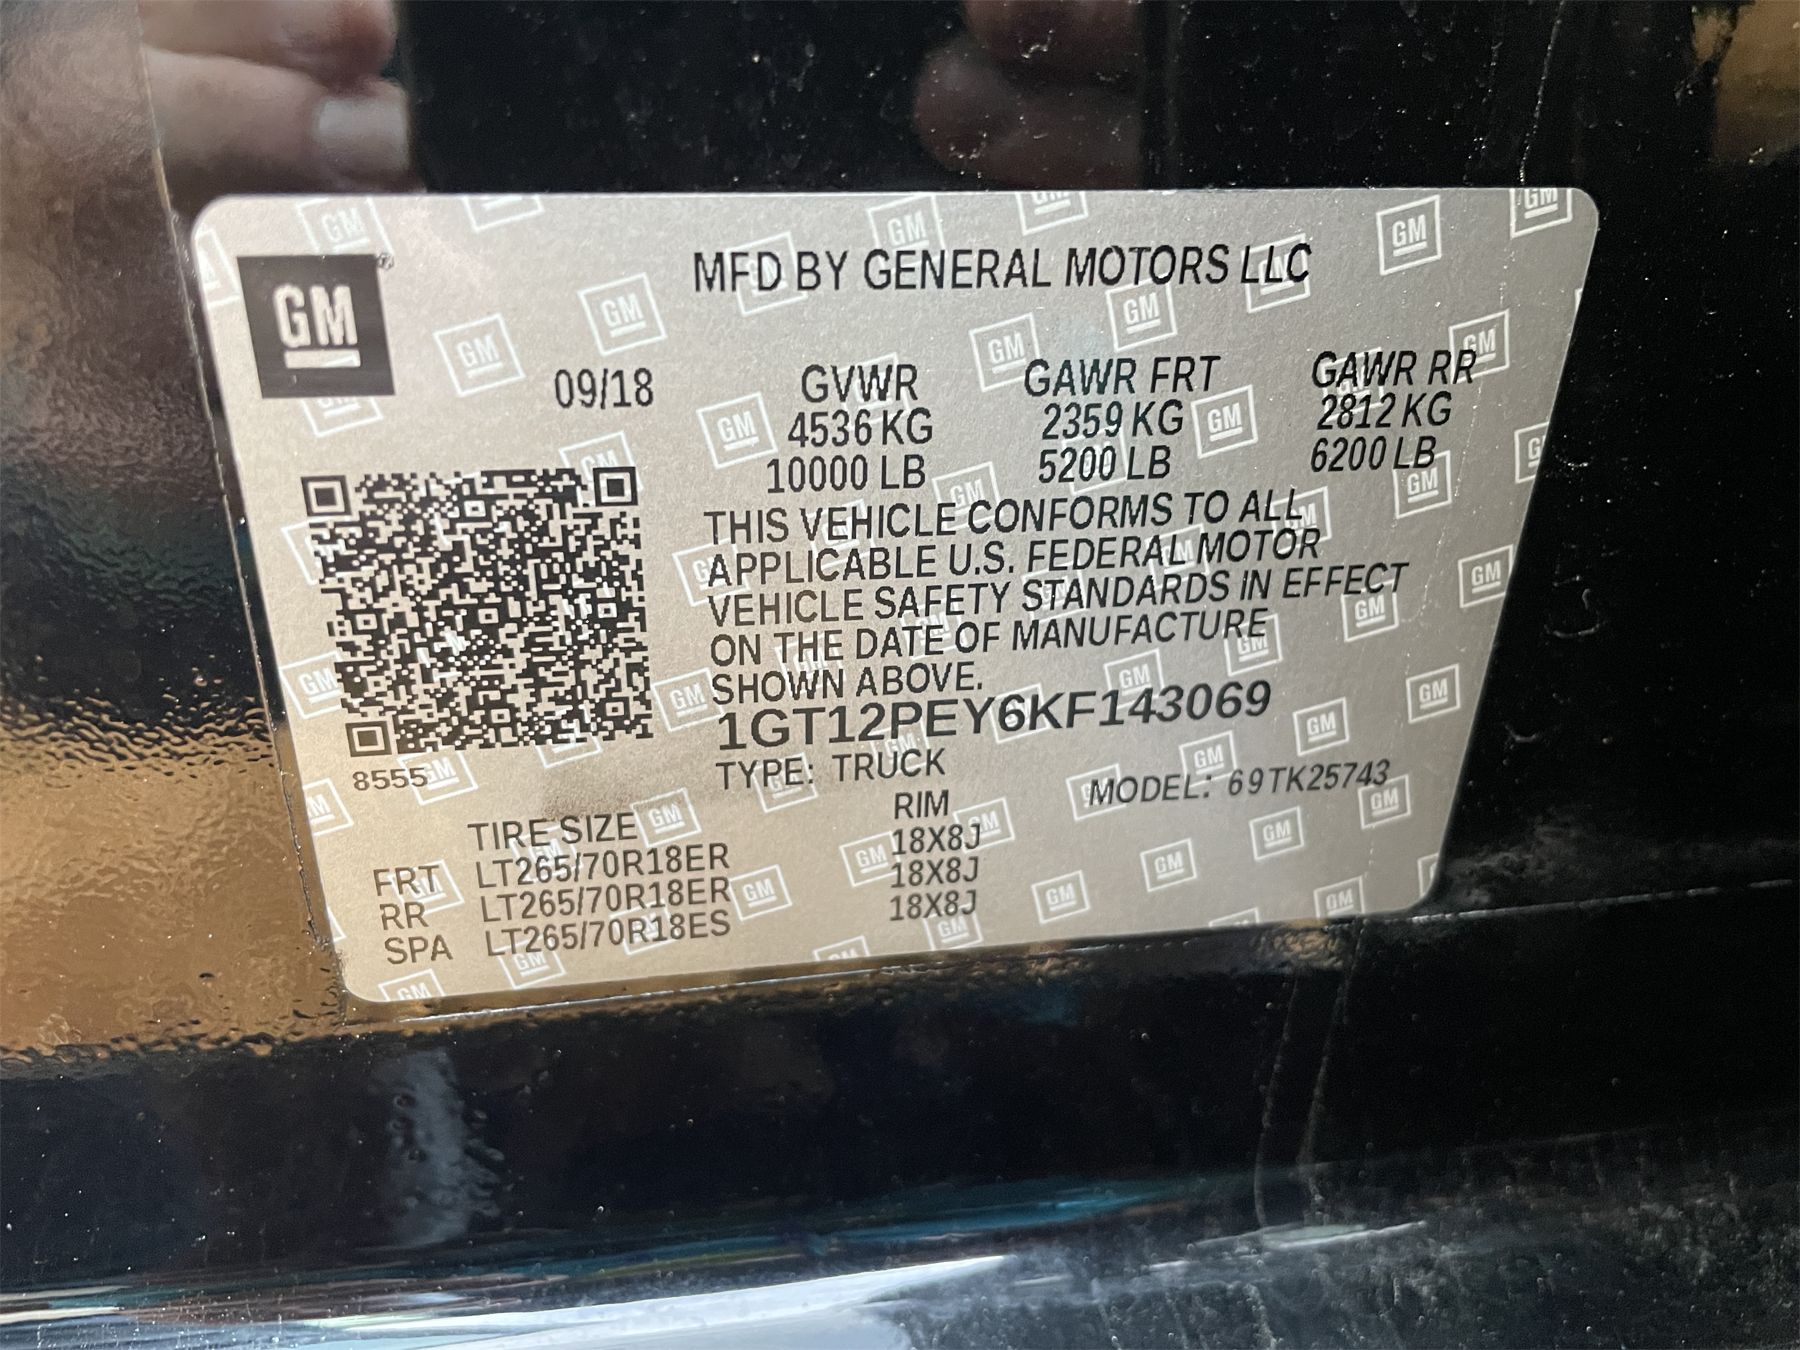 GM
MFD BY GENERAL MOTORS LLC
09/18 GVWR GAWR FRT GAWR RR
4536 KG 2359 KG 2812 KG
10000 LB 5200 LB 6200 LB
THIS VEHICLE CONFORMS TO ALL
APPLICABLE U.S. FEDERAL MOTOR
VEHICLE SAFETY STANDARDS IN EFFECT
ON THE DATE OF MANUFACTURE
SHOWN ABOVE.
1GT12PEY6KF143069
8555 TYPE: TRUCK MODEL: 69TK25743
TIRE SIZE RIM
FRT LT265/70R18ER 18X8J
RR LT265/70R18ER 18X8J
SPA LT265/70R18ES 18X8J